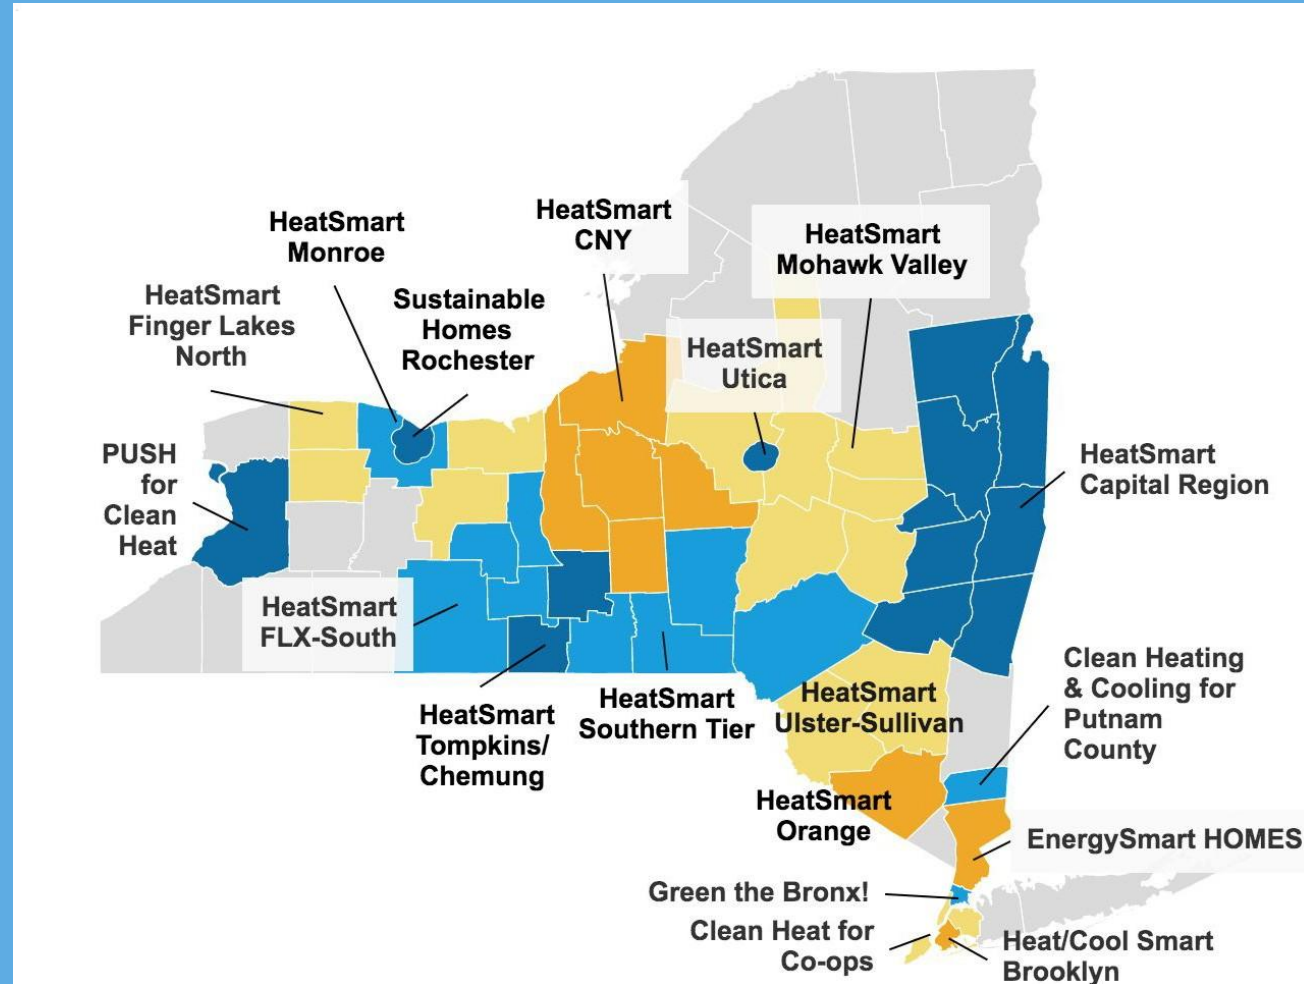 HeatSmart
CNY
HeatSmart
Monroe
HeatSmart
Mohawk Valley
HeatSmart
Finger Lakes
North
Sustainable
Homes
Rochester
HeatSmart
Utica
PUSH
for
Clean
Heat
HeatSmart
Capital Region
HeatSmart
FLX-South
HeatSmart
Tompkins/
Chemung
HeatSmart
Southern Tier
HeatSmart
Ulster-Sullivan
Clean Heating
& Cooling for
Putnam
County
HeatSmart
Orange
EnergySmart HOMES
Green the Bronx!
Clean Heat for
Co-ops
Heat/Cool Smart
Brooklyn